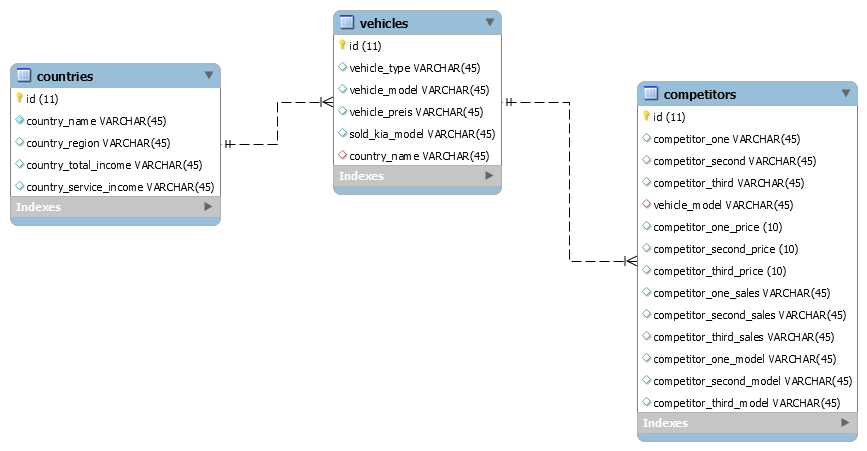 countries
id (11)
country_name VARCHAR(45)
country_region VARCHAR(45)
country_total_income VARCHAR(45)
country_service_income VARCHAR(45)
Indexes
vehicles
id (11)
vehicle_type VARCHAR(45)
vehicle_model VARCHAR(45)
vehicle_preis VARCHAR(45)
sold_kia_model VARCHAR(45)
country_name VARCHAR(45)
Indexes
competitors
id (11)
competitor_one VARCHAR(45)
competitor_second VARCHAR(45)
competitor_third VARCHAR(45)
vehicle_model VARCHAR(45)
competitor_one_price (10)
competitor_second_price (10)
competitor_third_price (10)
competitor_one_sales VARCHAR(45)
competitor_second_sales VARCHAR(45)
competitor_third_sales VARCHAR(45)
competitor_one_model VARCHAR(45)
competitor_second_model VARCHAR(45)
competitor_third_model VARCHAR(45)
Indexes